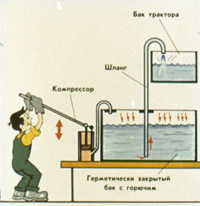 Бак трактора
Шланг
Компрессор
Герметически закрытый
бак с горючим